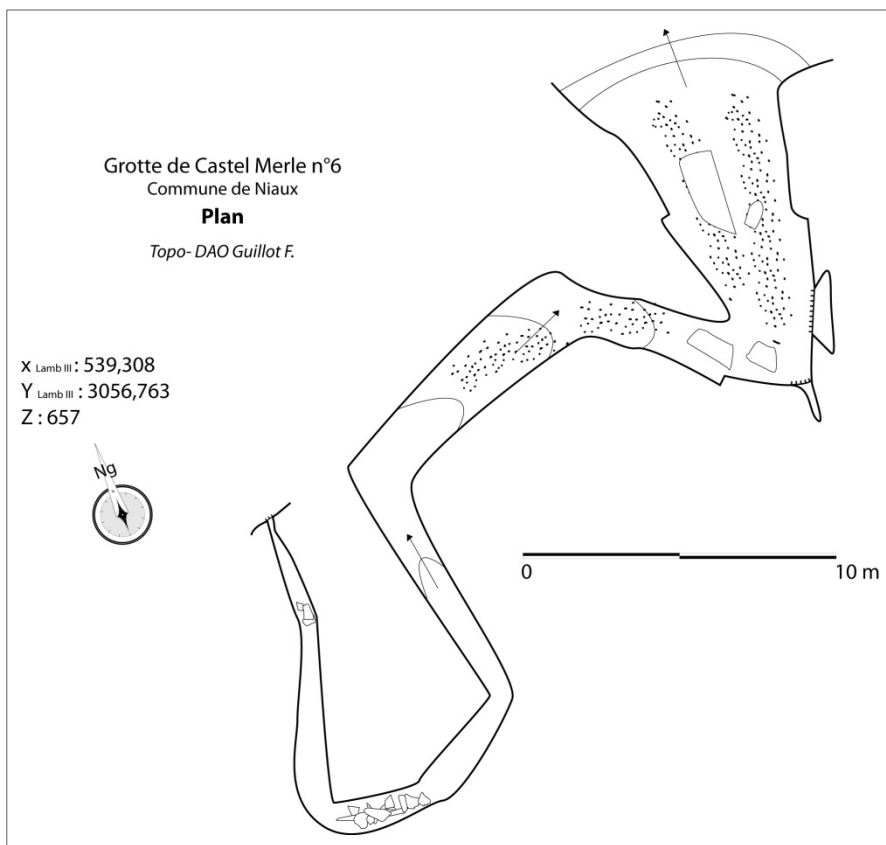 Grotte de Castel Merle n°6
Commune de Niaux
Plan
Topo- DAO Guillot F.
x Lamb III : 539,308
Y Lamb III : 3056,763
Z : 657
Ng
0 10 m